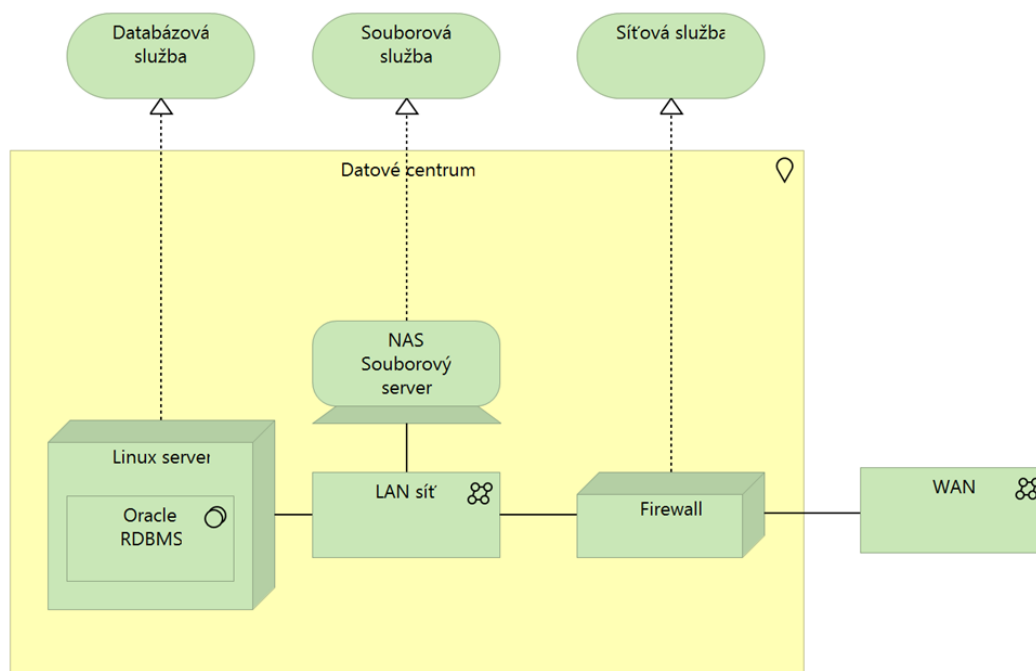 Databázová
služba
Souborová
služba
Síťová služba
Datové centrum
NAS
Souborový
server
Linux server
Oracle
RDBMS
LAN síť
Firewall
WAN